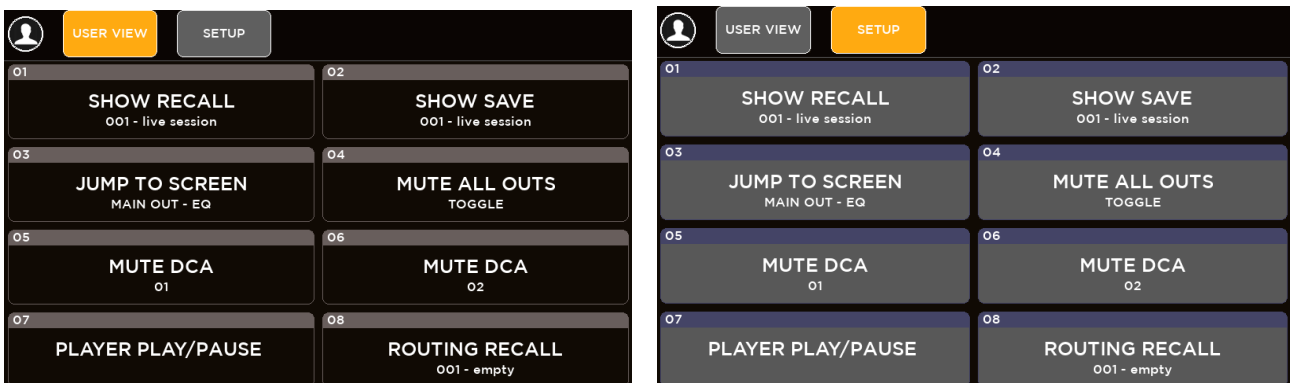 USER VIEW SETUP
01 02
SHOW RECALL SHOW SAVE
001 - live session 001 - live session
03 04
JUMP TO SCREEN MUTE ALL OUTS
MAIN OUT - EQ TOGGLE
05 06
MUTE DCA MUTE DCA
01 02
07 08
PLAYER PLAY/PAUSE ROUTING RECALL
001 - empty
USER VIEW SETUP
01 02
SHOW RECALL SHOW SAVE
001 - live session 001 - live session
03 04
JUMP TO SCREEN MUTE ALL OUTS
MAIN OUT - EQ TOGGLE
05 06
MUTE DCA MUTE DCA
01 02
07 08
PLAYER PLAY/PAUSE ROUTING RECALL
001 - empty